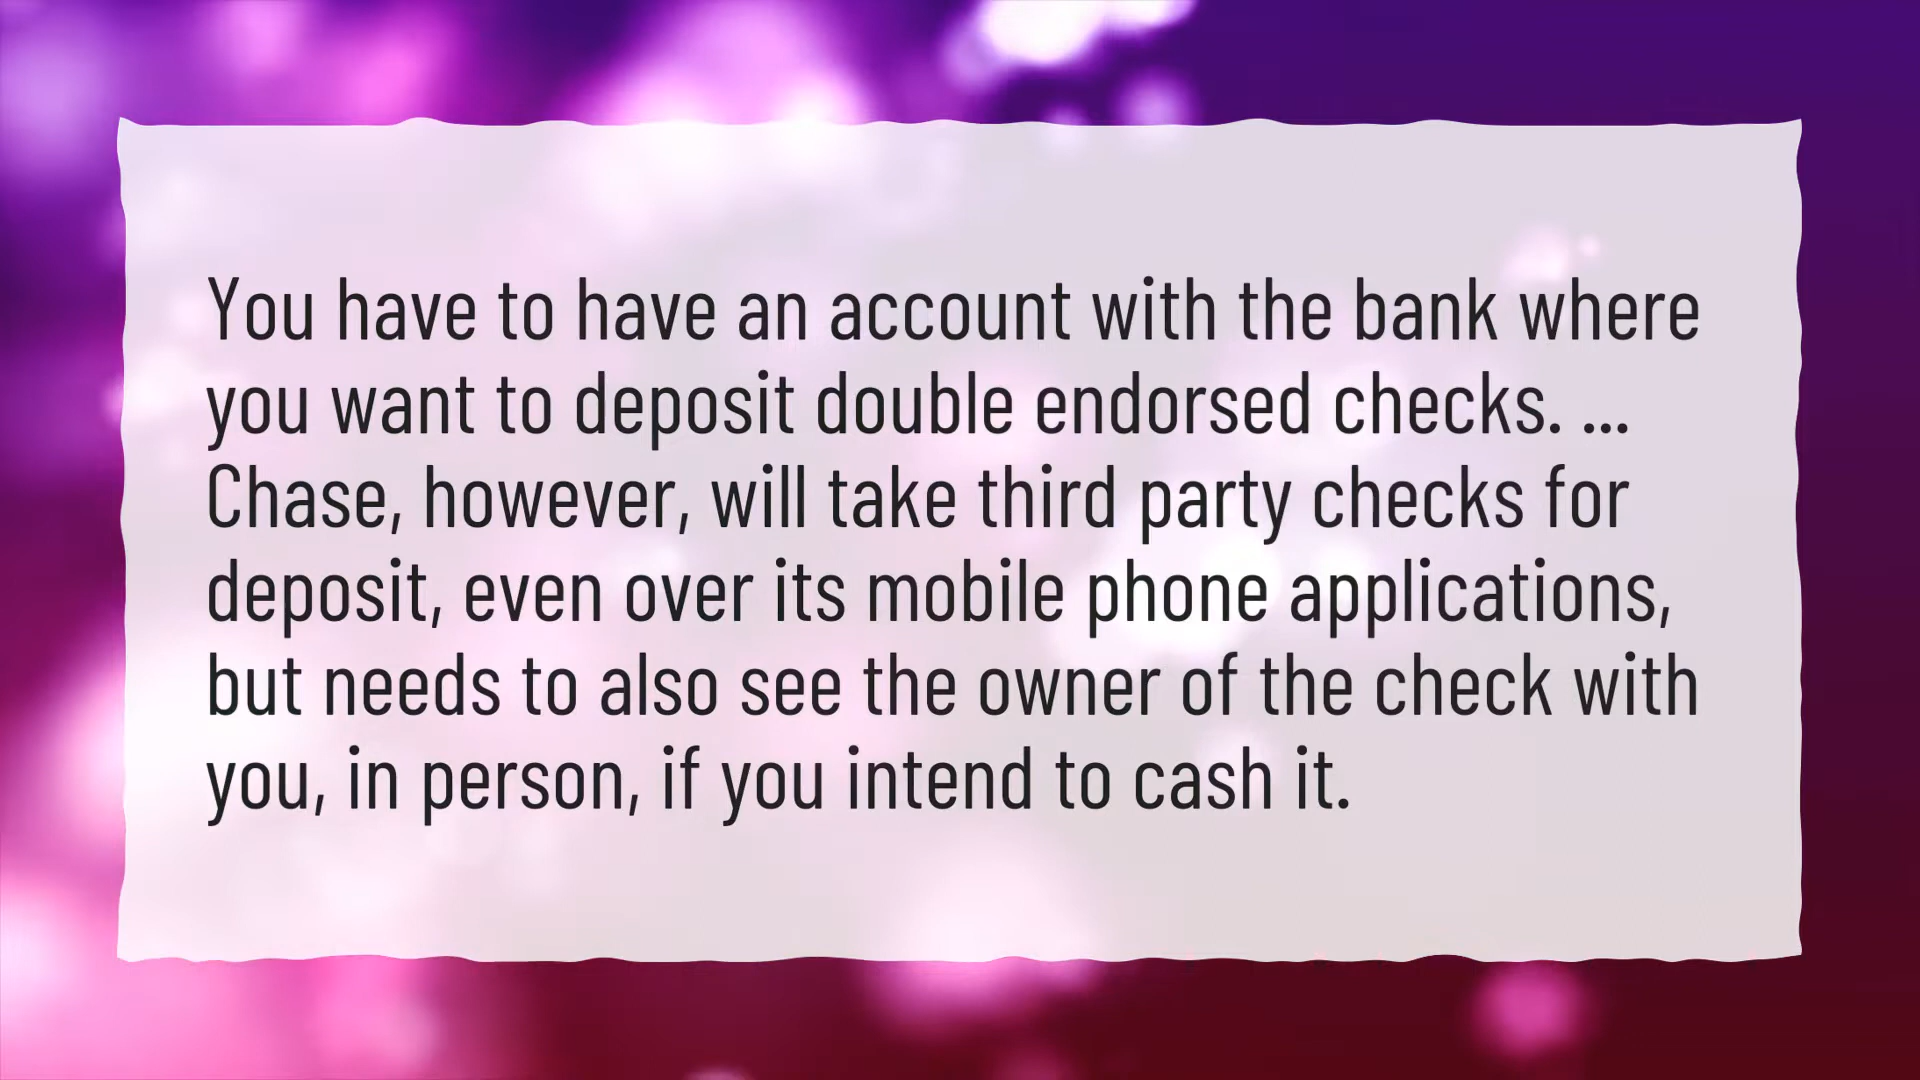 You have to have an account with the bank where
you want to deposit double endorsed checks. ...
Chase, however, will take third party checks for
deposit, even over its mobile phone applications,
but needs to also see the owner of the check with
you, in person, if you intend to cash it.